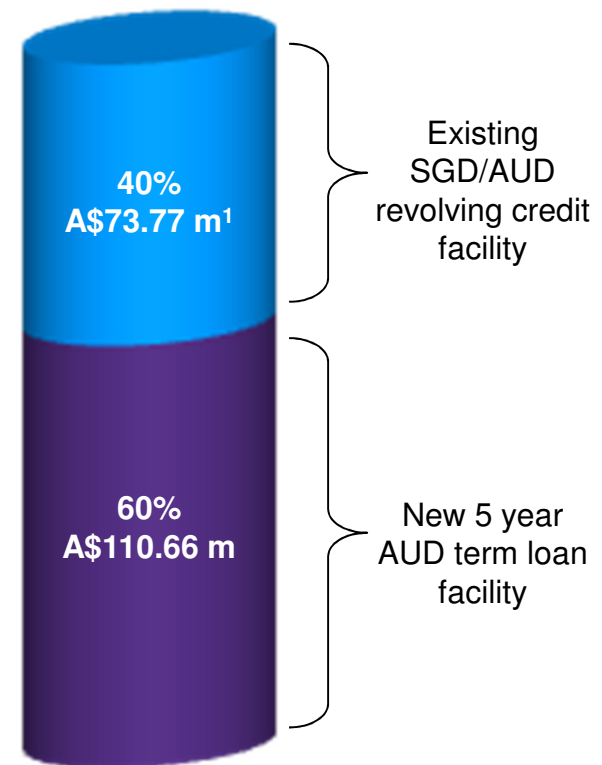 40%
A$73.77 m¹
Existing
SGD/AUD
revolving credit
facility
60%
A$110.66 m
New 5 year
AUD term loan
facility